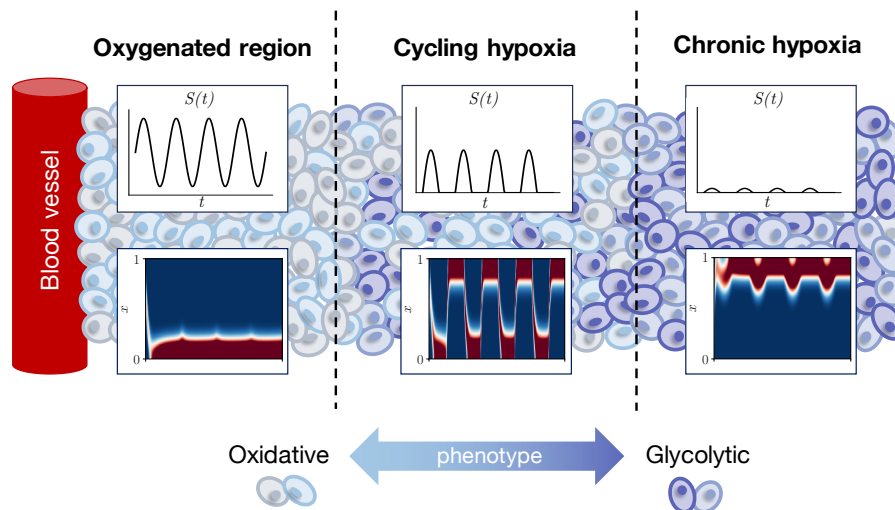 Oxygenated region
Cycling hypoxia
Chronic hypoxia
Blood vessel
S(t)
t
S(t)
t
S(t)
t
1
x
0
1
x
0
1
x
0
Oxidative
phenotype
Glycolytic